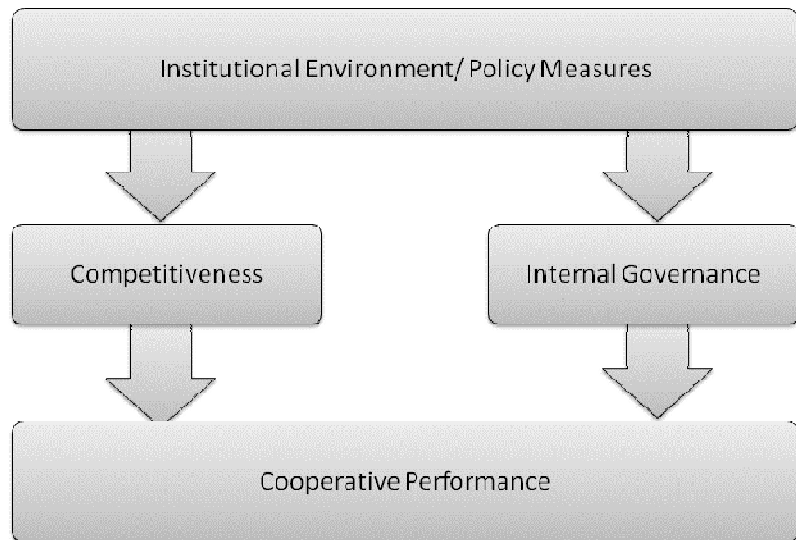 Institutional Environment/ Policy Measures
Competitiveness
Internal Governance
Cooperative Performance